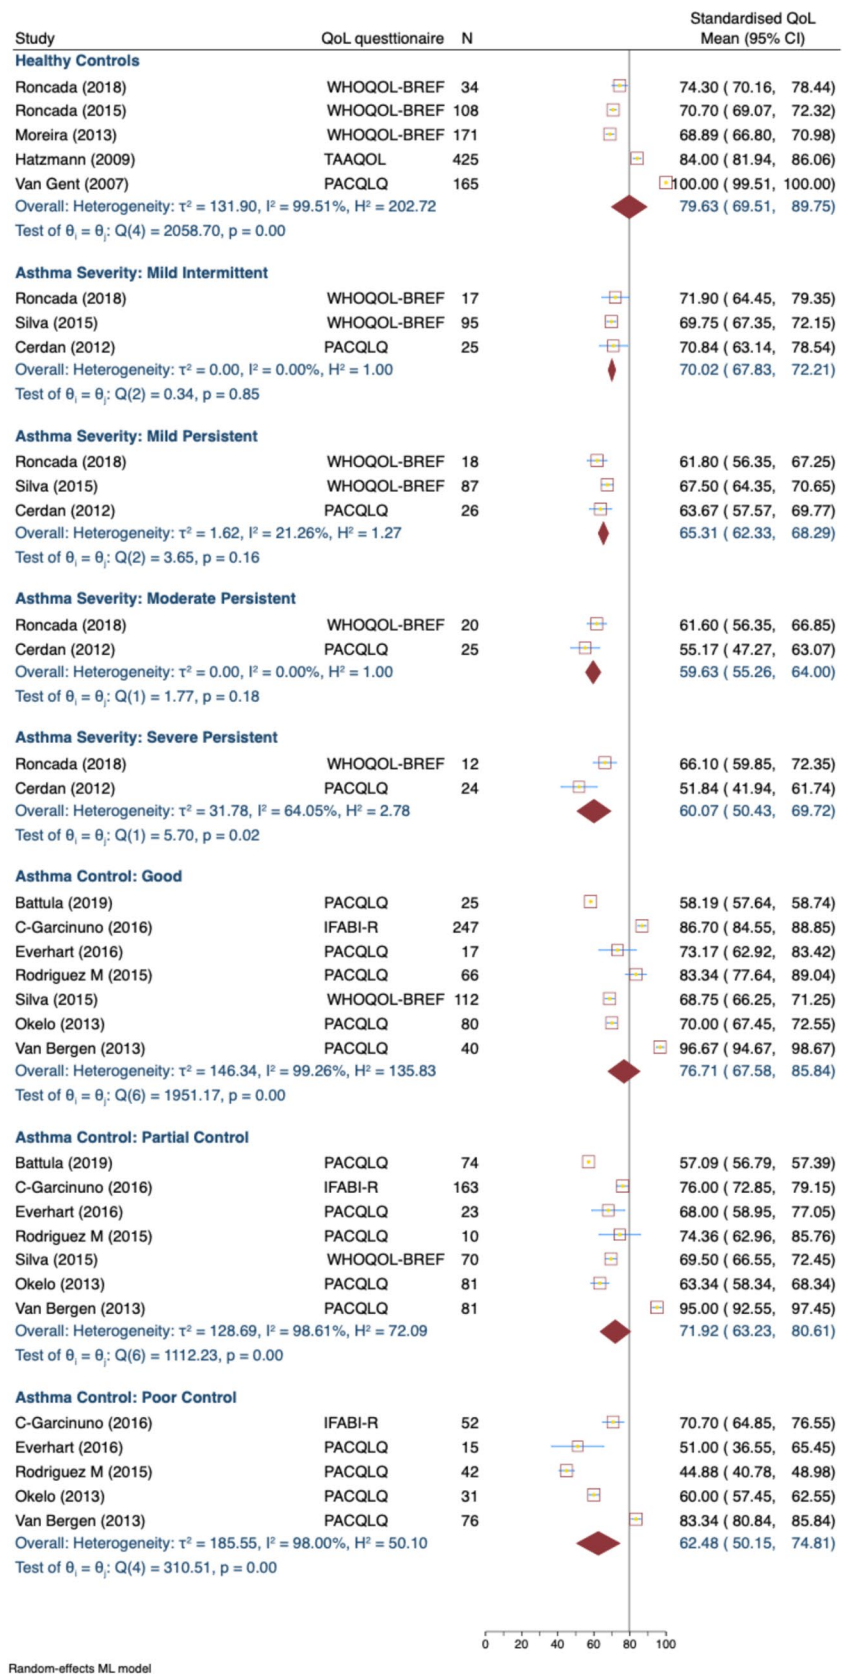 Standardised QoL
Study QoL questtionaire N Mean (95% CI)
Healthy Controls
Roncada (2018) WHOQOL-BREF 34 74.30 ( 70.16, 78.44)
Roncada (2015) WHOQOL-BREF 108 70.70 ( 69.07, 72.32)
Moreira (2013) WHOQOL-BREF 171 68.89 ( 66.80, 70.98)
Hatzmann (2009) TAAQOL 425 84.00 ( 81.94, 86.06)
Van Gent (2007) PACQLQ 165 100.00 ( 99.51, 100.00)
Overall: Heterogeneity: τ² = 131.90, I² = 99.51%, H² = 202.72 79.63 ( 69.51, 89.75)
Test of θᵢ = θⱼ: Q(4) = 2058.70, p = 0.00
Asthma Severity: Mild Intermittent
Roncada (2018) WHOQOL-BREF 17 71.90 ( 64.45, 79.35)
Silva (2015) WHOQOL-BREF 95 69.75 ( 67.35, 72.15)
Cerdan (2012) PACQLQ 25 70.84 ( 63.14, 78.54)
Overall: Heterogeneity: τ² = 0.00, I² = 0.00%, H² = 1.00 70.02 ( 67.83, 72.21)
Test of θᵢ = θⱼ: Q(2) = 0.34, p = 0.85
Asthma Severity: Mild Persistent
Roncada (2018) WHOQOL-BREF 18 61.80 ( 56.35, 67.25)
Silva (2015) WHOQOL-BREF 87 67.50 ( 64.35, 70.65)
Cerdan (2012) PACQLQ 26 63.67 ( 57.57, 69.77)
Overall: Heterogeneity: τ² = 1.62, I² = 21.26%, H² = 1.27 65.31 ( 62.33, 68.29)
Test of θᵢ = θⱼ: Q(2) = 3.65, p = 0.16
Asthma Severity: Moderate Persistent
Roncada (2018) WHOQOL-BREF 20 61.60 ( 56.35, 66.85)
Cerdan (2012) PACQLQ 25 55.17 ( 47.27, 63.07)
Overall: Heterogeneity: τ² = 0.00, I² = 0.00%, H² = 1.00 59.63 ( 55.26, 64.00)
Test of θᵢ = θⱼ: Q(1) = 1.77, p = 0.18
Asthma Severity: Severe Persistent
Roncada (2018) WHOQOL-BREF 12 66.10 ( 59.85, 72.35)
Cerdan (2012) PACQLQ 24 51.84 ( 41.94, 61.74)
Overall: Heterogeneity: τ² = 31.78, I² = 64.05%, H² = 2.78 60.07 ( 50.43, 69.72)
Test of θᵢ = θⱼ: Q(1) = 5.70, p = 0.02
Asthma Control: Good
Battula (2019) PACQLQ 25 58.19 ( 57.64, 58.74)
C-Garcinuno (2016) IFABI-R 247 86.70 ( 84.55, 88.85)
Everhart (2016) PACQLQ 17 73.17 ( 62.92, 83.42)
Rodriguez M (2015) PACQLQ 66 83.34 ( 77.64, 89.04)
Silva (2015) WHOQOL-BREF 112 68.75 ( 66.25, 71.25)
Okelo (2013) PACQLQ 80 70.00 ( 67.45, 72.55)
Van Bergen (2013) PACQLQ 40 96.67 ( 94.67, 98.67)
Overall: Heterogeneity: τ² = 146.34, I² = 99.26%, H² = 135.83 76.71 ( 67.58, 85.84)
Test of θᵢ = θⱼ: Q(6) = 1951.17, p = 0.00
Asthma Control: Partial Control
Battula (2019) PACQLQ 74 57.09 ( 56.79, 57.39)
C-Garcinuno (2016) IFABI-R 163 76.00 ( 72.85, 79.15)
Everhart (2016) PACQLQ 23 68.00 ( 58.95, 77.05)
Rodriguez M (2015) PACQLQ 10 74.36 ( 62.96, 85.76)
Silva (2015) WHOQOL-BREF 70 69.50 ( 66.55, 72.45)
Okelo (2013) PACQLQ 81 63.34 ( 58.34, 68.34)
Van Bergen (2013) PACQLQ 81 95.00 ( 92.55, 97.45)
Overall: Heterogeneity: τ² = 128.69, I² = 98.61%, H² = 72.09 71.92 ( 63.23, 80.61)
Test of θᵢ = θⱼ: Q(6) = 1112.23, p = 0.00
Asthma Control: Poor Control
C-Garcinuno (2016) IFABI-R 52 70.70 ( 64.85, 76.55)
Everhart (2016) PACQLQ 15 51.00 ( 36.55, 65.45)
Rodriguez M (2015) PACQLQ 42 44.88 ( 40.78, 48.98)
Okelo (2013) PACQLQ 31 60.00 ( 57.45, 62.55)
Van Bergen (2013) PACQLQ 76 83.34 ( 80.84, 85.84)
Overall: Heterogeneity: τ² = 185.55, I² = 98.00%, H² = 50.10 62.48 ( 50.15, 74.81)
Test of θᵢ = θⱼ: Q(4) = 310.51, p = 0.00
0 20 40 60 80 100
Random-effects ML model